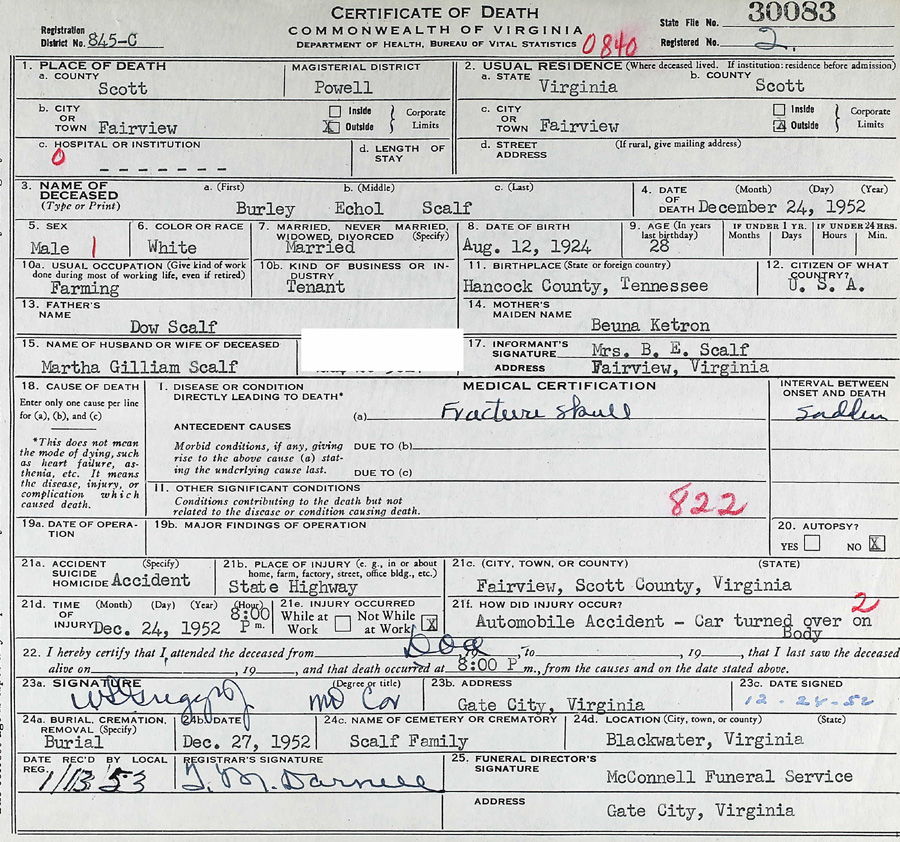 CERTIFICATE OF DEATH
COMMONWEALTH OF VIRGINIA
DEPARTMENT OF HEALTH, BUREAU OF VITAL STATISTICS
0840
Registration
District No. 845-C
State File No. 30083
Registered No. 2.
1. PLACE OF DEATH
a. COUNTY
Scott
MAGISTERIAL DISTRICT
Powell
2. USUAL RESIDENCE (Where deceased lived. If institution: residence before admission)
a. STATE
Virginia
b. COUNTY
Scott
b. CITY
OR
TOWN Fairview
Inside
X Outside
Corporate
Limits
c. CITY
OR
TOWN Fairview
Inside
X Outside
Corporate
Limits
c. HOSPITAL OR INSTITUTION
0
- - - - - - -
d. LENGTH OF
STAY
d. STREET
ADDRESS
(If rural, give mailing address)
3. NAME OF
DECEASED
(Type or Print)
a. (First)
b. (Middle)
c. (Last)
Burley Echol Scalf
4. DATE
OF
DEATH
(Month) (Day) (Year)
December 24, 1952
5. SEX
Male 1
6. COLOR OR RACE
White
7. MARRIED, NEVER MARRIED,
WIDOWED, DIVORCED (Specify)
Married
8. DATE OF BIRTH
Aug. 12, 1924
9. AGE (In years
last birthday)
28
IF UNDER 1 YR.
Months Days
IF UNDER 24 HRS.
Hours Min.
10a. USUAL OCCUPATION (Give kind of work
done during most of working life, even if retired)
Farming
10b. KIND OF BUSINESS OR IN-
DUSTRY
Tenant
11. BIRTHPLACE (State or foreign country)
Hancock County, Tennessee
12. CITIZEN OF WHAT
COUNTRY?
U. S. A.
13. FATHER'S
NAME
Dow Scalf
14. MOTHER'S
MAIDEN NAME
Beuna Ketron
15. NAME OF HUSBAND OR WIFE OF DECEASED
Martha Gilliam Scalf
17. INFORMANT'S
SIGNATURE Mrs. B. E. Scalf
ADDRESS Fairview, Virginia
18. CAUSE OF DEATH
Enter only one cause per line
for (a), (b), and (c)
*This does not mean
the mode of dying, such
as heart failure, as-
thenia, etc. It means
the disease, injury, or
complication which
caused death.
MEDICAL CERTIFICATION
I. DISEASE OR CONDITION
DIRECTLY LEADING TO DEATH*
(a) Fracture skull
ANTECEDENT CAUSES
Morbid conditions, if any, giving
rise to the above cause (a) stat-
ing the underlying cause last.
DUE TO (b)
DUE TO (c)
INTERVAL BETWEEN
ONSET AND DEATH
Sudden
II. OTHER SIGNIFICANT CONDITIONS
Conditions contributing to the death but not
related to the disease or condition causing death.
822
19a. DATE OF OPERA-
TION
19b. MAJOR FINDINGS OF OPERATION
20. AUTOPSY?
YES NO X
21a. ACCIDENT
SUICIDE
HOMICIDE
(Specify)
Accident
21b. PLACE OF INJURY (e. g., in or about
home, farm, factory, street, office bldg., etc.)
State Highway
21c. (CITY, TOWN, OR COUNTY) (STATE)
Fairview, Scott County, Virginia
21d. TIME
OF
INJURY
(Month) (Day) (Year) (Hour)
Dec. 24, 1952 8:00 P m.
21e. INJURY OCCURRED
While at
Work
Not While
at Work X
21f. HOW DID INJURY OCCUR?
2
Automobile Accident - Car turned over on
Body
22. I hereby certify that I attended the deceased from DOA, 19 , to , 19 , that I last saw the deceased
alive on , 19 , and that death occurred at 8:00 P m., from the causes and on the date stated above.
23a. SIGNATURE
(Degree or title)
MD Cor
23b. ADDRESS
Gate City, Virginia
23c. DATE SIGNED
12-24-52
24a. BURIAL, CREMATION,
REMOVAL (Specify)
Burial
24b. DATE
Dec. 27, 1952
24c. NAME OF CEMETERY OR CREMATORY
Scalf Family
24d. LOCATION (City, town, or county) (State)
Blackwater, Virginia
DATE REC'D BY LOCAL
REG.
1/13/53
REGISTRAR'S SIGNATURE
T. M. Darnell
25. FUNERAL DIRECTOR'S
SIGNATURE
McConnell Funeral Service
ADDRESS
Gate City, Virginia